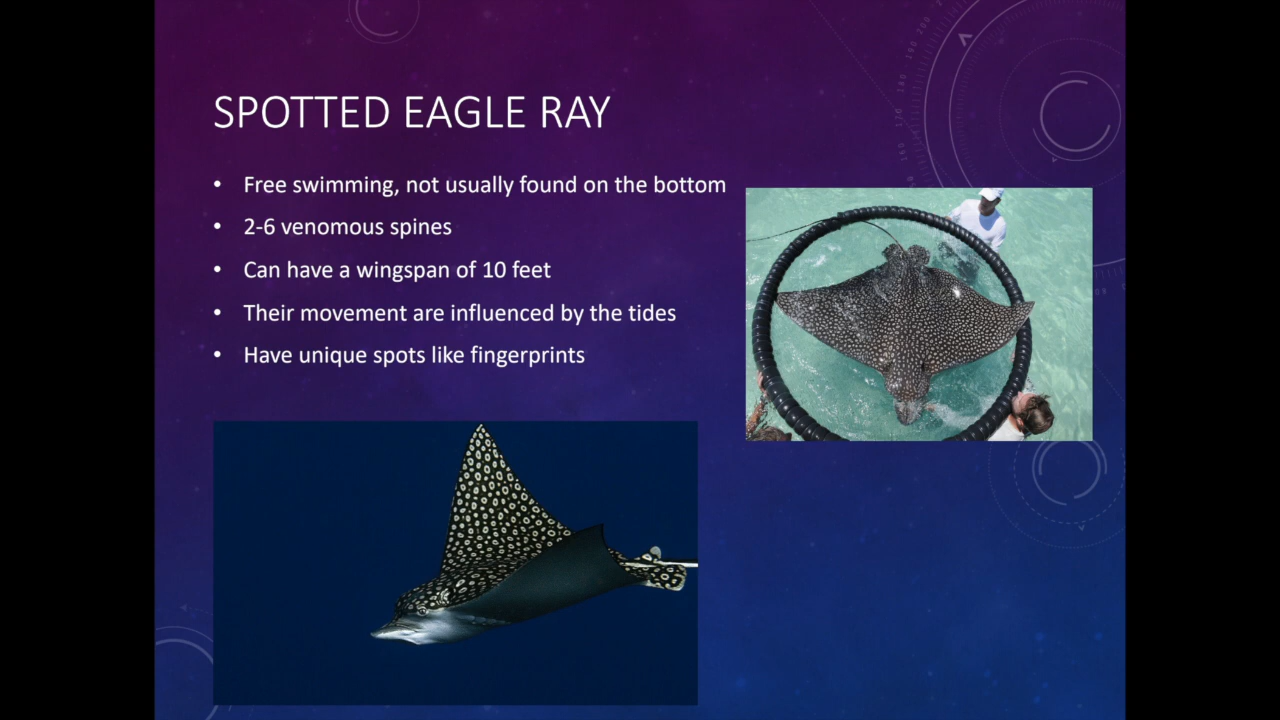 SPOTTED EAGLE RAY
• Free swimming, not usually found on the bottom
• 2-6 venomous spines
• Can have a wingspan of 10 feet
• Their movement are influenced by the tides
• Have unique spots like fingerprints